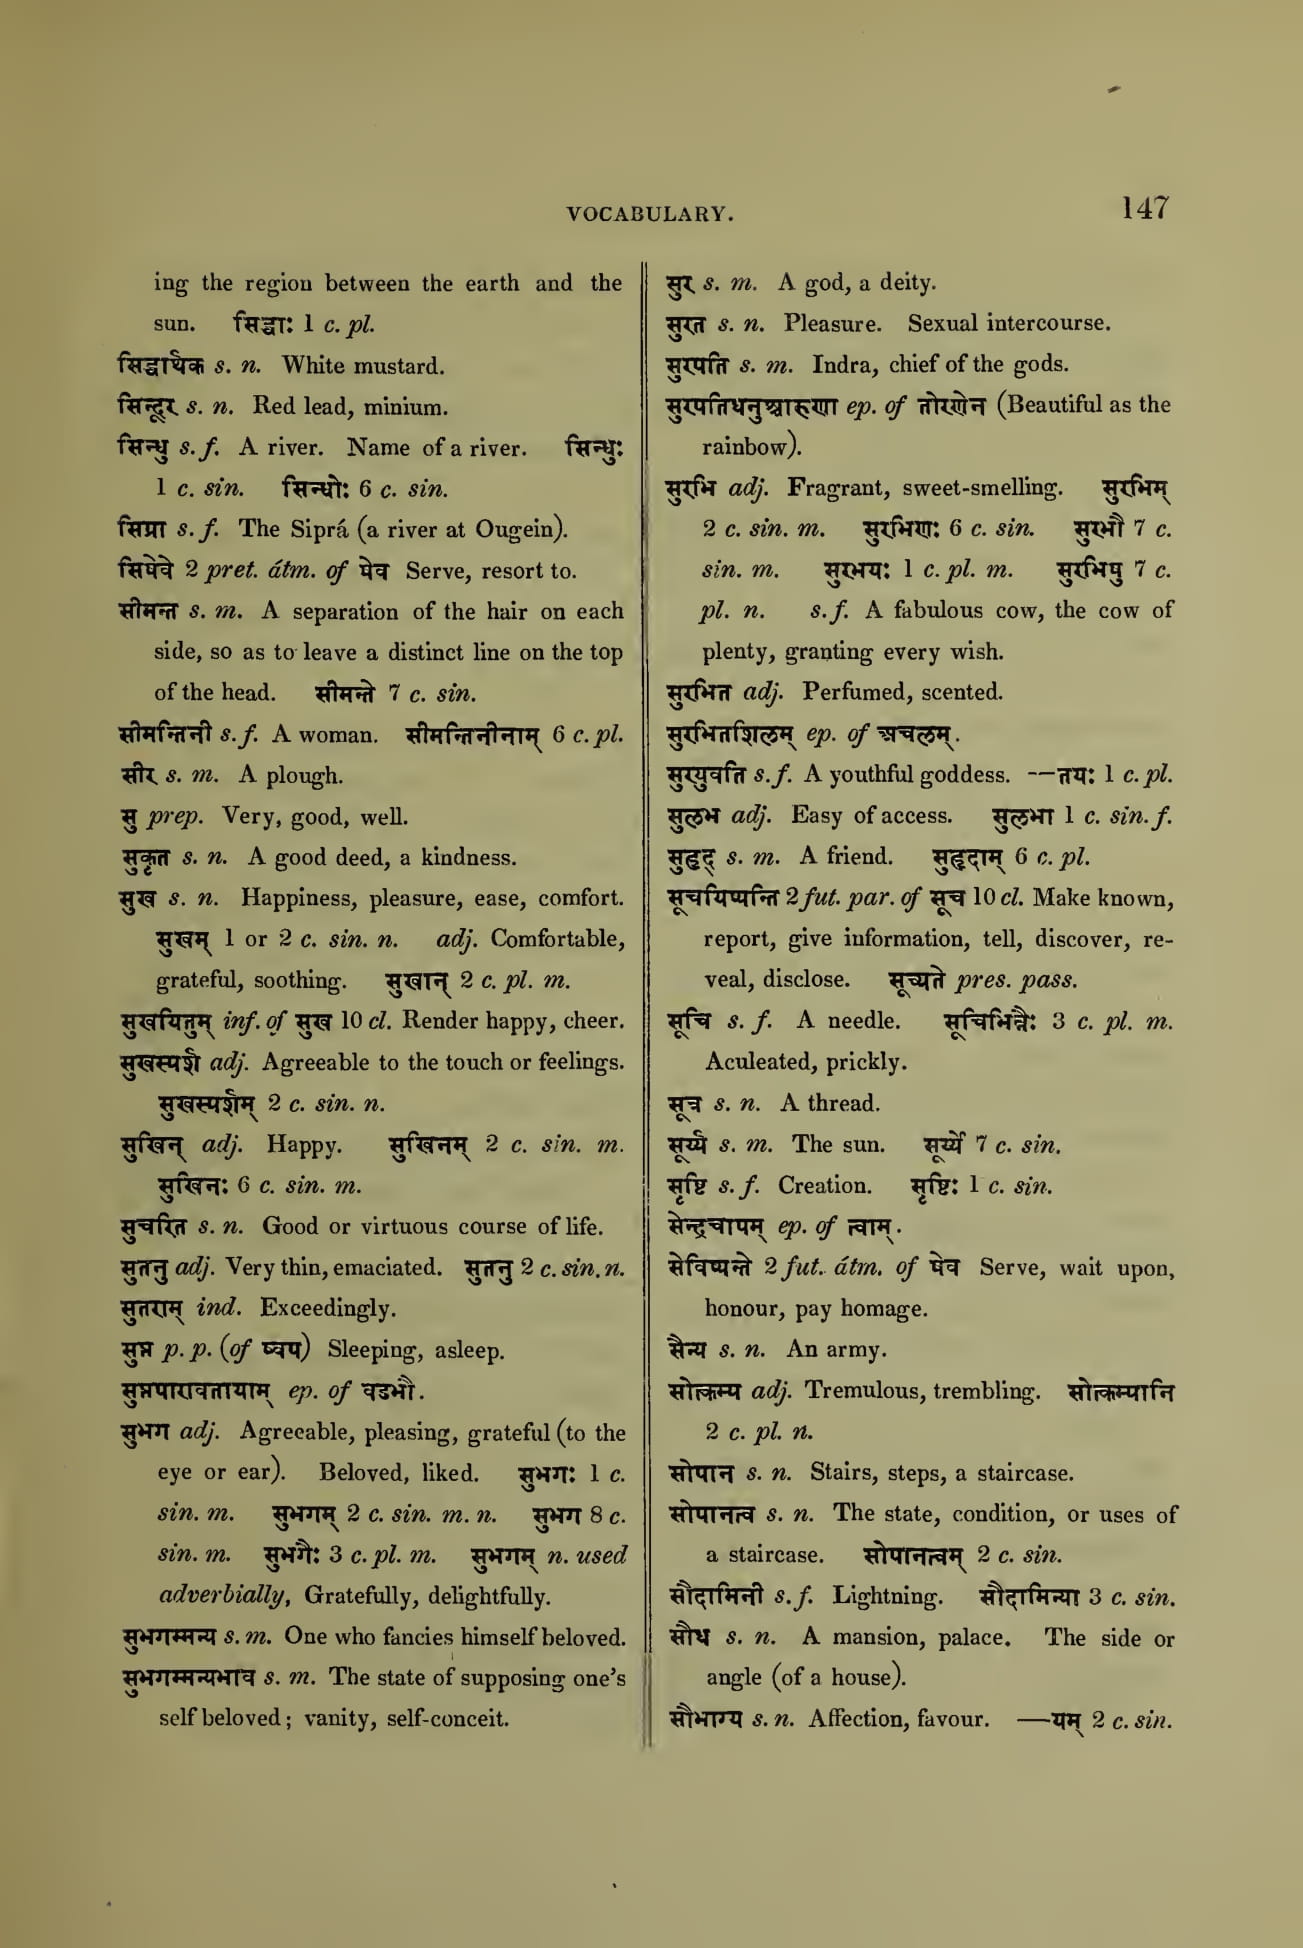 VOCABULARY.
147
ing the region between the earth and the
sun. सिद्धाः 1 c. pl.
सिद्धार्थक s. n. White mustard.
सिन्दूर s. n. Red lead, minium.
सिन्धु s. f. A river. Name of a river. सिन्धुः
1 c. sin. सिन्धोः 6 c. sin.
सिप्रा s. f. The Siprá (a river at Ougein).
सिषेवे 2 pret. átm. of षेव Serve, resort to.
सीमन्त s. m. A separation of the hair on each
side, so as to leave a distinct line on the top
of the head. सीमन्ते 7 c. sin.
सीमन्तिनी s. f. A woman. सीमन्तिनीनाम् 6 c. pl.
सीर s. m. A plough.
सु prep. Very, good, well.
सुकृत s. n. A good deed, a kindness.
सुख s. n. Happiness, pleasure, ease, comfort.
सुखम् 1 or 2 c. sin. n. adj. Comfortable,
grateful, soothing. सुखान् 2 c. pl. m.
सुखयितुम् inf. of सुख 10 cl. Render happy, cheer.
सुखस्पर्श adj. Agreeable to the touch or feelings.
सुखस्पर्शम् 2 c. sin. n.
सुखिन् adj. Happy. सुखिनम् 2 c. sin. m.
सुखिनः 6 c. sin. m.
सुचरित s. n. Good or virtuous course of life.
सुतनु adj. Very thin, emaciated. सुतनु 2 c. sin. n.
सुतराम् ind. Exceedingly.
सुप्त p. p. (of ष्वप) Sleeping, asleep.
सुप्तपारावतायाम् ep. of वडभौ.
सुभग adj. Agreeable, pleasing, grateful (to the
eye or ear). Beloved, liked. सुभगः 1 c.
sin. m. सुभगम् 2 c. sin. m. n. सुभग 8 c.
sin. m. सुभगैः 3 c. pl. m. सुभगम् n. used
adverbially, Gratefully, delightfully.
सुभगम्मन्य s. m. One who fancies himself beloved.
सुभगम्मन्यभाव s. m. The state of supposing one's
self beloved; vanity, self-conceit.
सुर s. m. A god, a deity.
सुरत s. n. Pleasure. Sexual intercourse.
सुरपति s. m. Indra, chief of the gods.
सुरपतिधनुश्चारुणा ep. of तोरणेन (Beautiful as the
rainbow).
सुरभि adj. Fragrant, sweet-smelling. सुरभिम्
2 c. sin. m. सुरभिणः 6 c. sin. सुरभौ 7 c.
sin. m. सुरभयः 1 c. pl. m. सुरभिषु 7 c.
pl. n. s. f. A fabulous cow, the cow of
plenty, granting every wish.
सुरभित adj. Perfumed, scented.
सुरभितशिलम् ep. of अचलम्.
सुरयुवति s. f. A youthful goddess. --तयः 1 c. pl.
सुलभ adj. Easy of access. सुलभा 1 c. sin. f.
सुहृद् s. m. A friend. सुहृदाम् 6 c. pl.
सूचयिष्यन्ति 2 fut. par. of सूच 10 cl. Make known,
report, give information, tell, discover, re-
veal, disclose. सूच्यते pres. pass.
सूचि s. f. A needle. सूचिभिन्नैः 3 c. pl. m.
Aculeated, prickly.
सूत्र s. n. A thread.
सूर्य्य s. m. The sun. सूर्य्ये 7 c. sin.
सृष्टि s. f. Creation. सृष्टिः 1 c. sin.
सेन्द्रचापम् ep. of त्वाम्.
सेविष्यन्ते 2 fut. átm. of षेव Serve, wait upon,
honour, pay homage.
सैन्य s. n. An army.
सोत्कम्प adj. Tremulous, trembling. सोत्कम्पानि
2 c. pl. n.
सोपान s. n. Stairs, steps, a staircase.
सोपानत्व s. n. The state, condition, or uses of
a staircase. सोपानत्वम् 2 c. sin.
सौदामिनी s. f. Lightning. सौदामिन्या 3 c. sin.
सौध s. n. A mansion, palace. The side or
angle (of a house).
सौभाग्य s. n. Affection, favour. —यम् 2 c. sin.